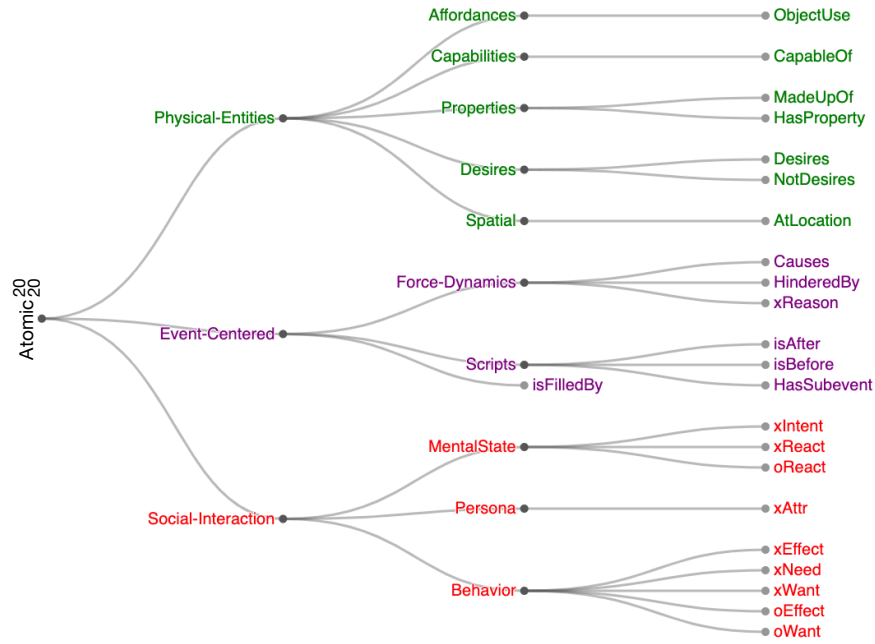 Affordances
ObjectUse
Capabilities
CapableOf
Physical-Entities
Properties
MadeUpOf
HasProperty
Desires
Desires
NotDesires
Spatial
AtLocation
Atomic 20 20
Event-Centered
Force-Dynamics
Causes
HinderedBy
xReason
Scripts
isAfter
isBefore
HasSubevent
isFilledBy
Social-Interaction
MentalState
xIntent
xReact
oReact
Persona
xAttr
Behavior
xEffect
xNeed
xWant
oEffect
oWant